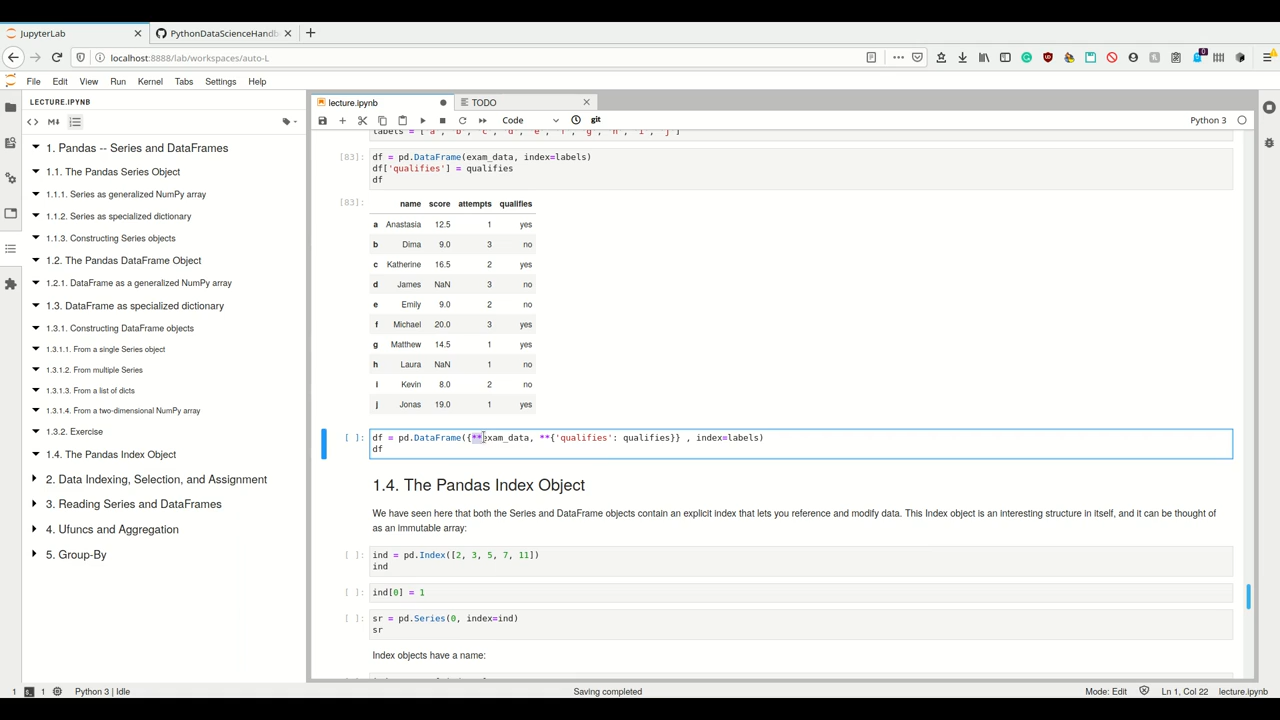 JupyterLab
PythonDataScienceHandb
localhost:8888/lab/workspaces/auto-L
File Edit View Run Kernel Tabs Settings Help
LECTURE.IPYNB
1. Pandas -- Series and DataFrames
1.1. The Pandas Series Object
1.1.1. Series as generalized NumPy array
1.1.2. Series as specialized dictionary
1.1.3. Constructing Series objects
1.2. The Pandas DataFrame Object
1.2.1. DataFrame as a generalized NumPy array
1.3. DataFrame as specialized dictionary
1.3.1. Constructing DataFrame objects
1.3.1.1. From a single Series object
1.3.1.2. From multiple Series
1.3.1.3. From a list of dicts
1.3.1.4. From a two-dimensional NumPy array
1.3.2. Exercise
1.4. The Pandas Index Object
2. Data Indexing, Selection, and Assignment
3. Reading Series and DataFrames
4. Ufuncs and Aggregation
5. Group-By
lecture.ipynb
TODO
Code git Python 3
labels = ['a', 'b', 'c', 'd', 'e', 'f', 'g', 'h', 'i', 'j']
[83]: df = pd.DataFrame(exam_data, index=labels)
df['qualifies'] = qualifies
df
[83]: name score attempts qualifies
a Anastasia 12.5 1 yes
b Dima 9.0 3 no
c Katherine 16.5 2 yes
d James NaN 3 no
e Emily 9.0 2 no
f Michael 20.0 3 yes
g Matthew 14.5 1 yes
h Laura NaN 1 no
i Kevin 8.0 2 no
j Jonas 19.0 1 yes
[ ]: df = pd.DataFrame({**exam_data, **{'qualifies': qualifies}} , index=labels)
df
1.4. The Pandas Index Object
We have seen here that both the Series and DataFrame objects contain an explicit index that lets you reference and modify data. This Index object is an interesting structure in itself, and it can be thought of
as an immutable array:
[ ]: ind = pd.Index([2, 3, 5, 7, 11])
ind
[ ]: ind[0] = 1
[ ]: sr = pd.Series(0, index=ind)
sr
Index objects have a name:
1 1 Python 3 | Idle Saving completed Mode: Edit Ln 1, Col 22 lecture.ipynb